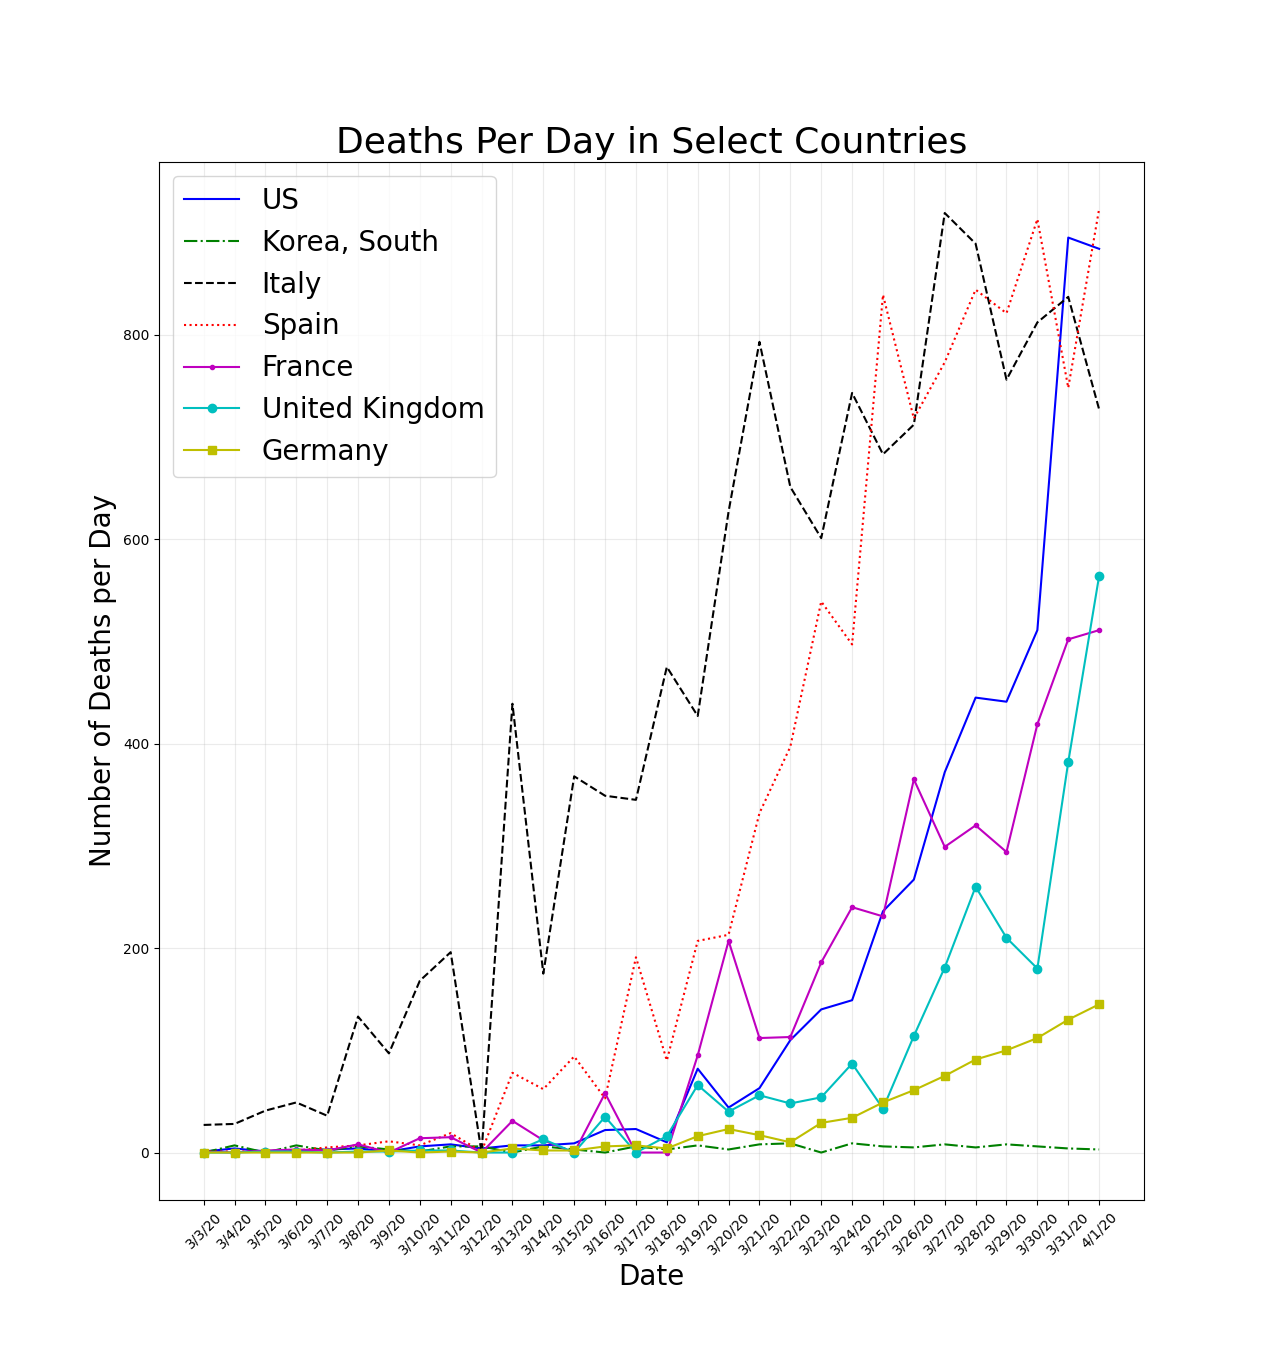 Deaths Per Day in Select Countries
US
Korea, South
Italy
Spain
France
United Kingdom
Germany
Number of Deaths per Day
800
600
400
200
0
3/3/20 3/4/20 3/5/20 3/6/20 3/7/20 3/8/20 3/9/20 3/10/20 3/11/20 3/12/20 3/13/20 3/14/20 3/15/20 3/16/20 3/17/20 3/18/20 3/19/20 3/20/20 3/21/20 3/22/20 3/23/20 3/24/20 3/25/20 3/26/20 3/27/20 3/28/20 3/29/20 3/30/20 3/31/20 4/1/20
Date